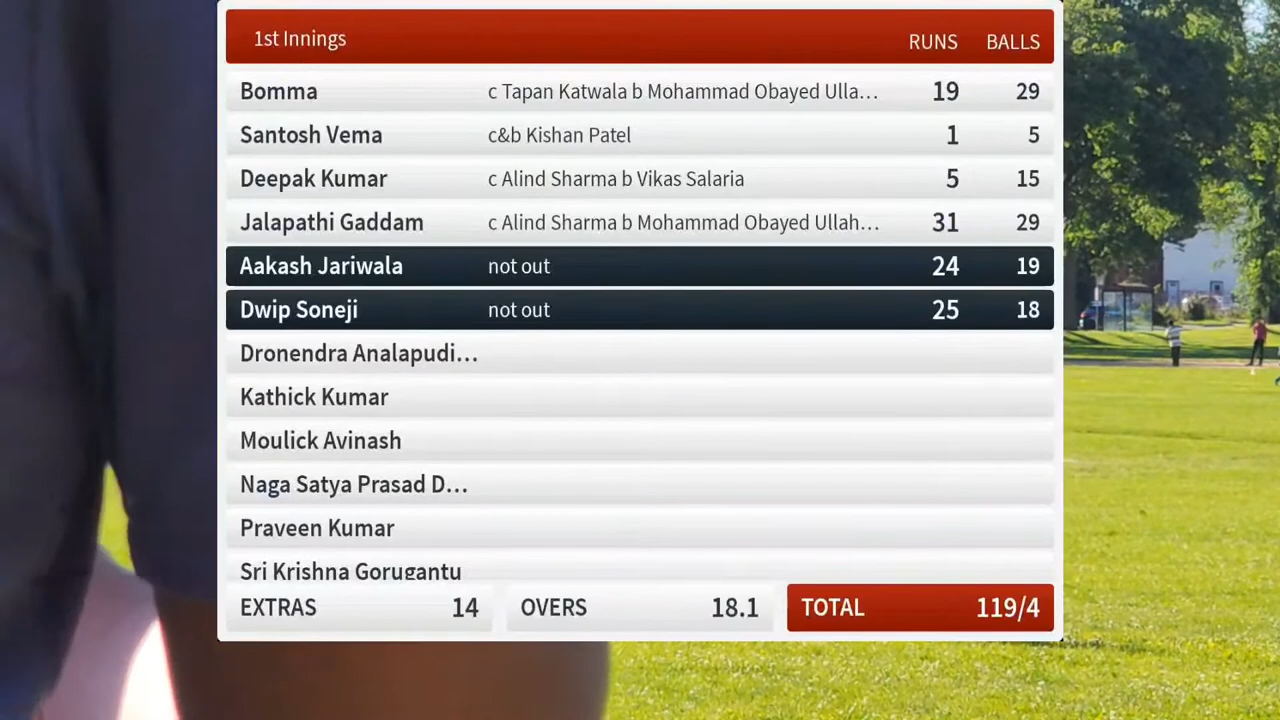 1st Innings RUNS BALLS
Bomma c Tapan Katwala b Mohammad Obayed Ulla... 19 29
Santosh Vema c&b Kishan Patel 1 5
Deepak Kumar c Alind Sharma b Vikas Salaria 5 15
Jalapathi Gaddam c Alind Sharma b Mohammad Obayed Ullah... 31 29
Aakash Jariwala not out 24 19
Dwip Soneji not out 25 18
Dronendra Analapudi...
Kathick Kumar
Moulick Avinash
Naga Satya Prasad D...
Praveen Kumar
Sri Krishna Gorugantu
EXTRAS 14 OVERS 18.1 TOTAL 119/4